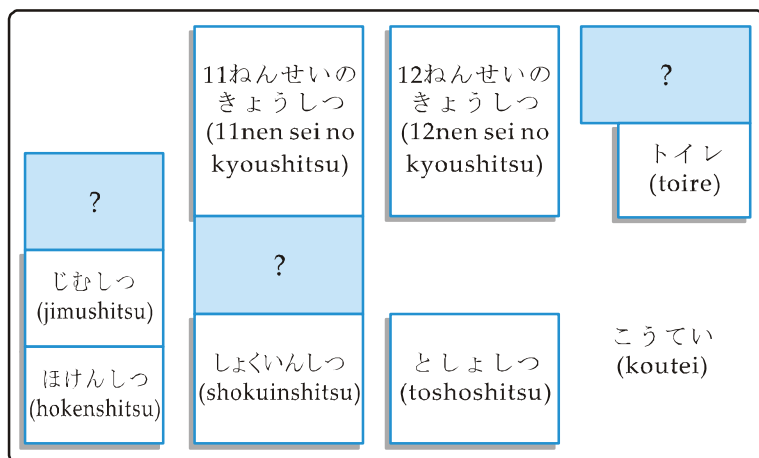 11ねんせいの
きょうしつ
(11nen sei no
kyoushitsu)
12ねんせいの
きょうしつ
(12nen sei no
kyoushitsu)
?
トイレ
(toire)
?
じむしつ
(jimushitsu)
ほけんしつ
(hokenshitsu)
?
しょくいんしつ
(shokuinshitsu)
としょしつ
(toshoshitsu)
こうてい
(koutei)